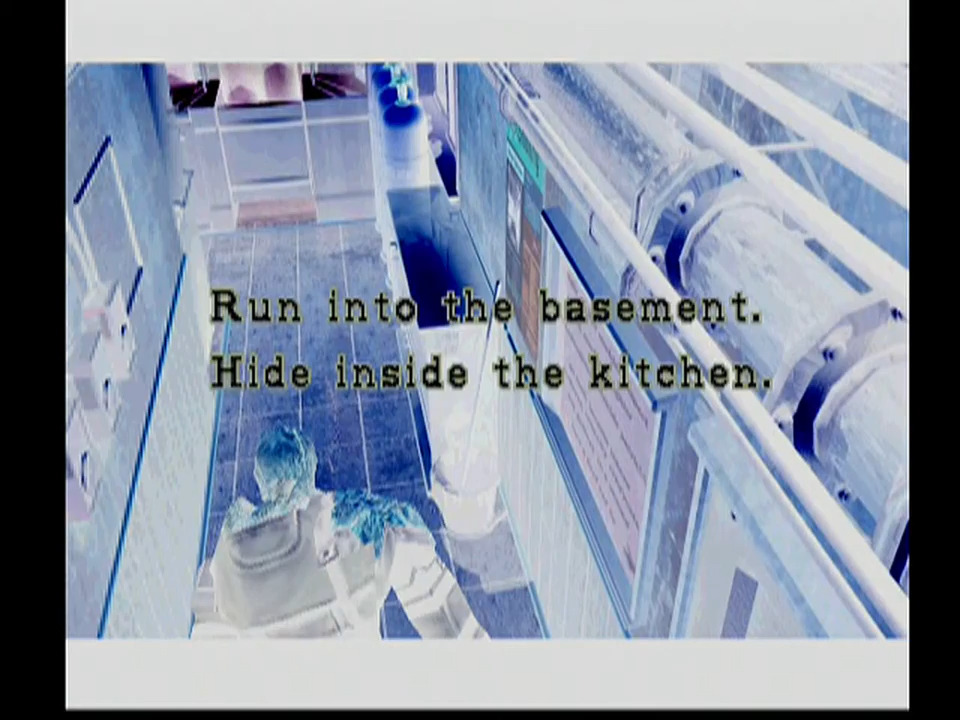 Run into the basement.
Hide inside the kitchen.